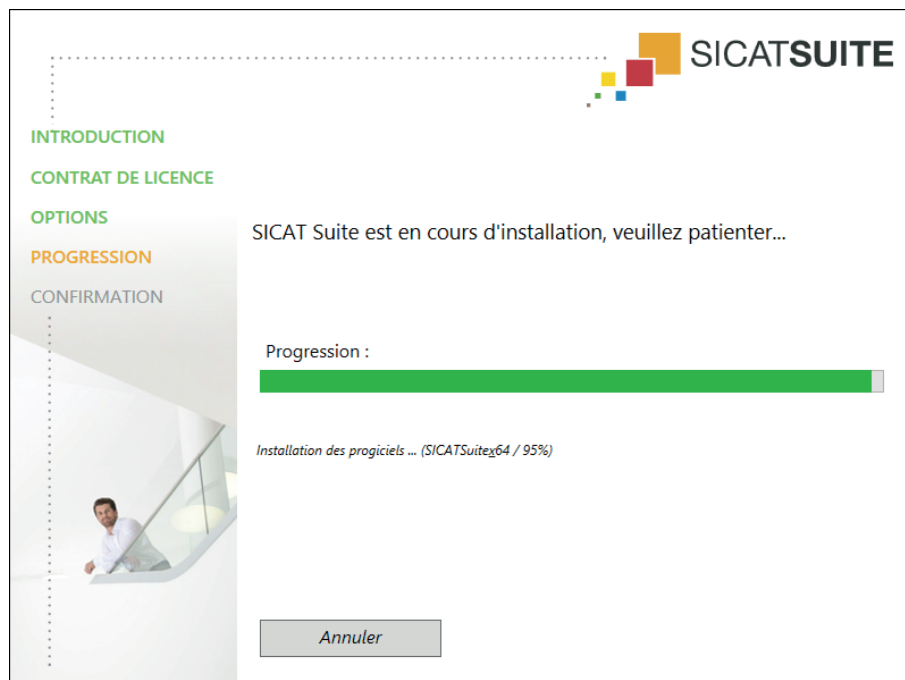 SICATSUITE
INTRODUCTION
CONTRAT DE LICENCE
OPTIONS
PROGRESSION
CONFIRMATION
SICAT Suite est en cours d'installation, veuillez patienter...
Progression :
Installation des progiciels ... (SICATSuitex64 / 95%)
Annuler